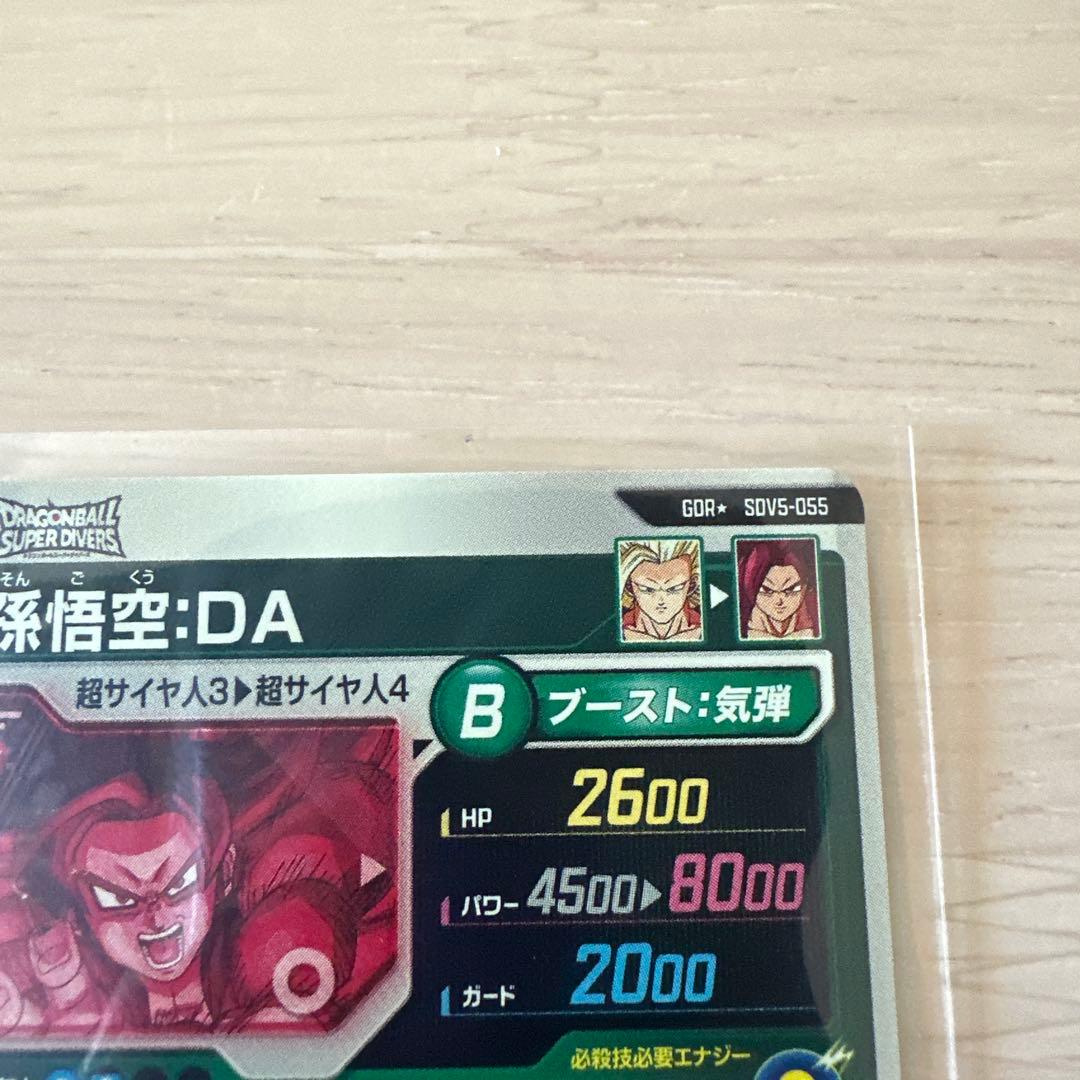 GDR★ SDV5-055
DRAGONBALL
SUPER DIVERS
そん ご くう
孫悟空:DA
超サイヤ人3▶超サイヤ人4
B ブースト:気弾
HP 2600
パワー 4500▶8000
ガード 2000
必殺技必要エナジー